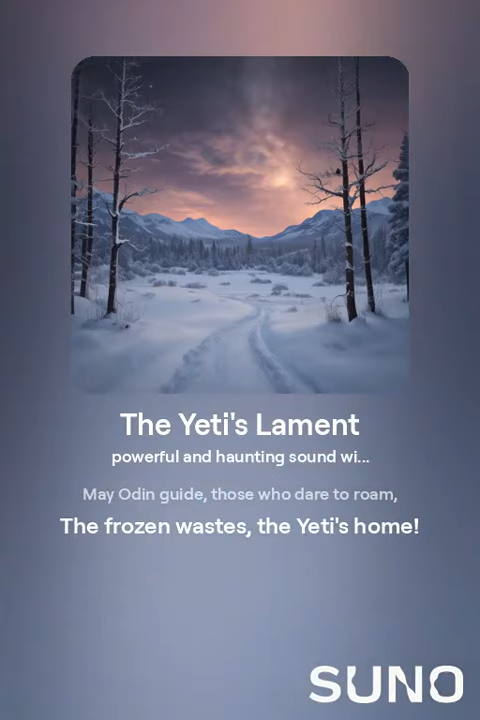 The Yeti's Lament
powerful and haunting sound wi...
May Odin guide, those who dare to roam,
The frozen wastes, the Yeti's home!
SUNO